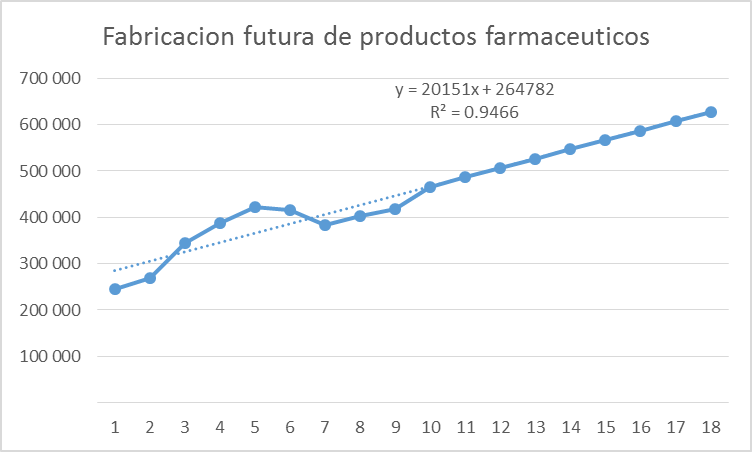 Fabricacion futura de productos farmaceuticos
y = 20151x + 264782
R² = 0.9466
700 000
600 000
500 000
400 000
300 000
200 000
100 000
1 2 3 4 5 6 7 8 9 10 11 12 13 14 15 16 17 18